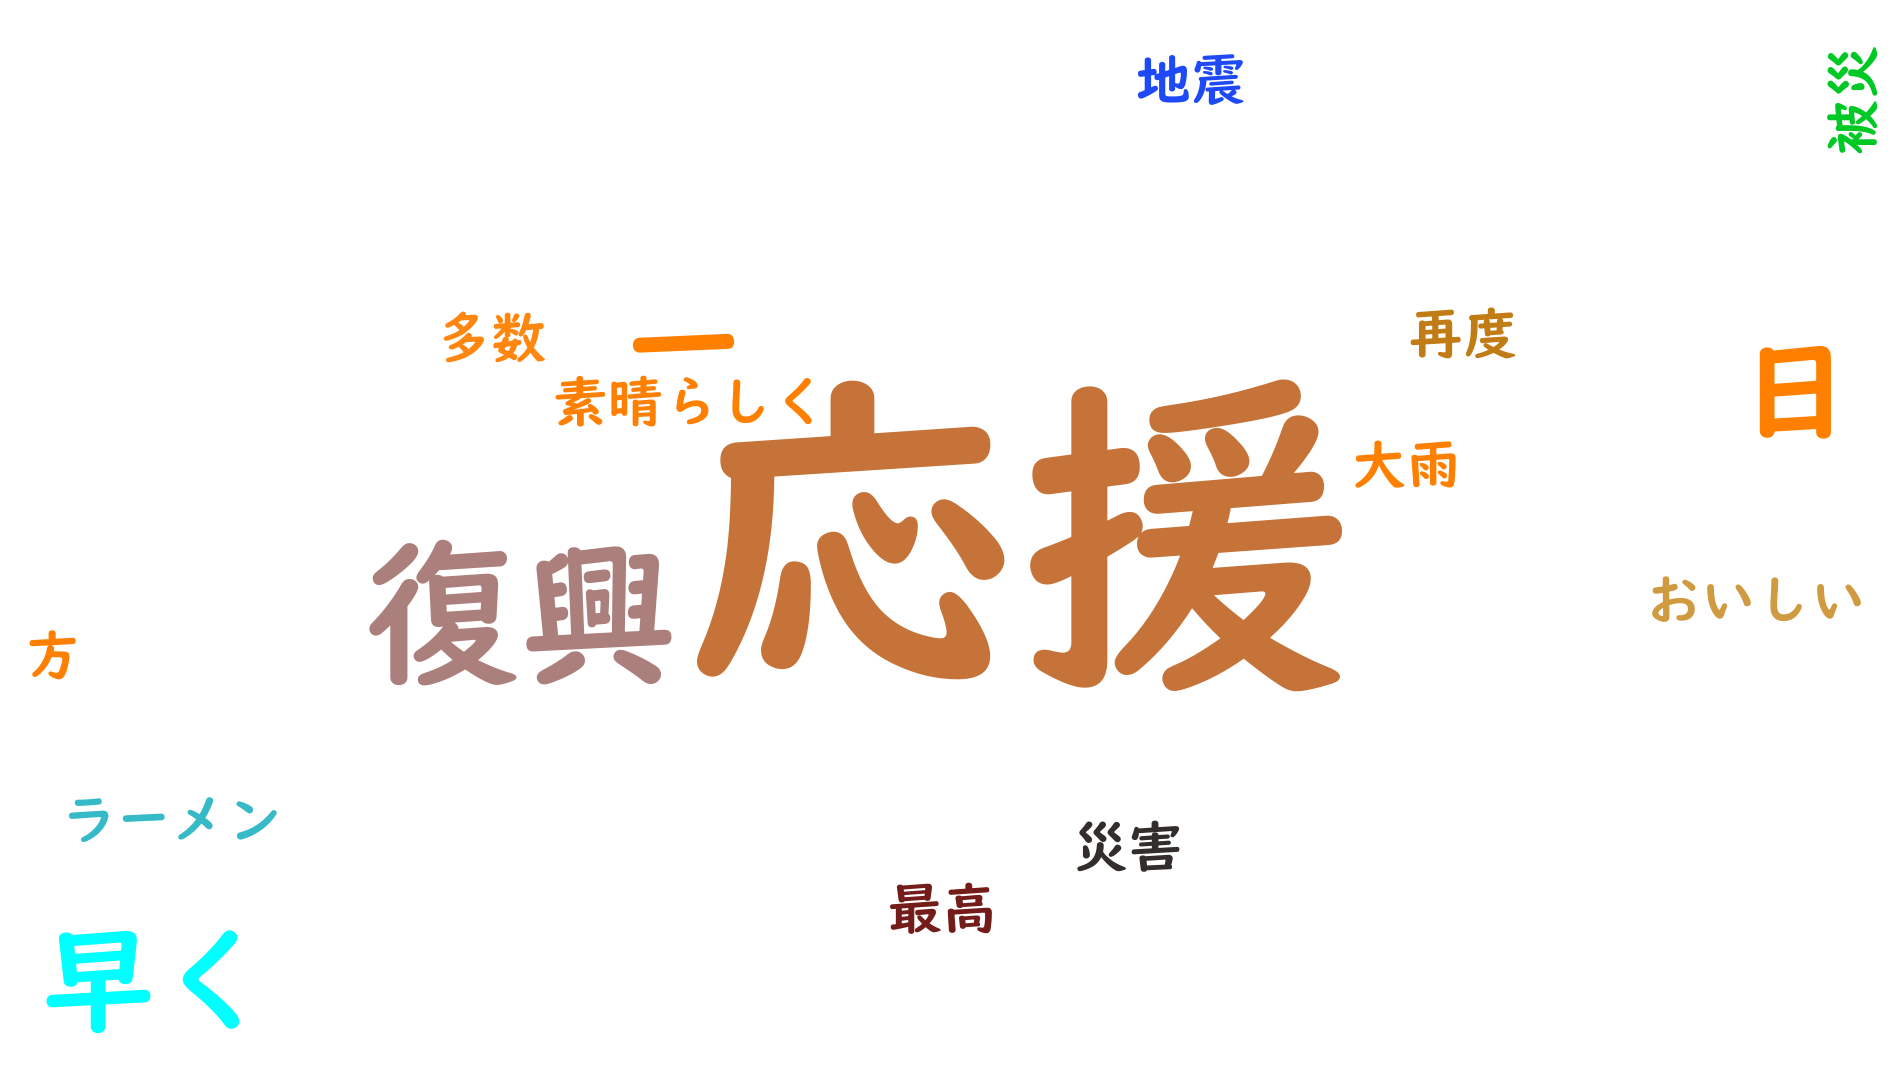 地震
被災
多数
一
再度
素晴らしく
日
応援
大雨
復興
おいしい
方
ラーメン
災害
最高
早く